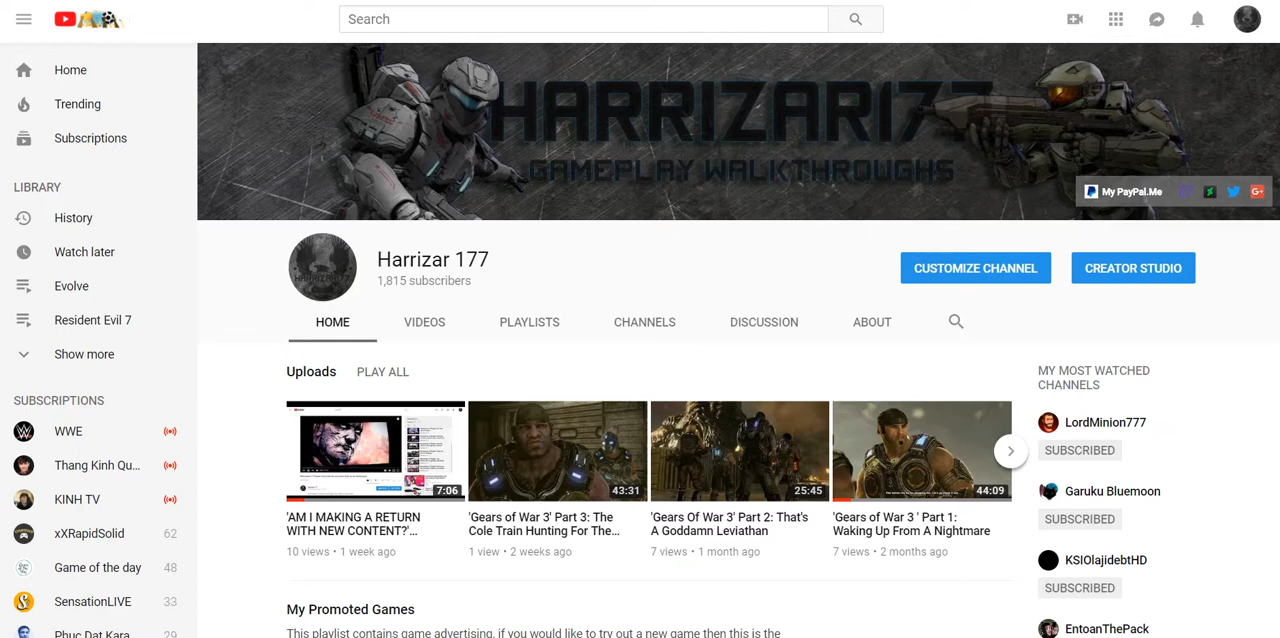 Search
Home
Trending
Subscriptions
LIBRARY
History
Watch later
Evolve
Resident Evil 7
Show more
SUBSCRIPTIONS
WWE
Thang Kinh Qu...
KINH TV
xXRapidSolid 62
Game of the day 48
SensationLIVE 33
Phuc Dat Kara 29
HARRIZAR177
GAMEPLAY WALKTHROUGHS
My PayPal.Me
Harrizar 177
1,815 subscribers
CUSTOMIZE CHANNEL
CREATOR STUDIO
HOME VIDEOS PLAYLISTS CHANNELS DISCUSSION ABOUT
Uploads PLAY ALL
7:06
43:31
25:45
44:09
'AM I MAKING A RETURN
WITH NEW CONTENT?'...
10 views • 1 week ago
'Gears of War 3' Part 3: The
Cole Train Hunting For The...
1 view • 2 weeks ago
'Gears Of War 3' Part 2: That's
A Goddamn Leviathan
7 views • 1 month ago
'Gears of War 3 ' Part 1:
Waking Up From A Nightmare
7 views • 2 months ago
My Promoted Games
This playlist contains game advertising, if you would like to try out a new game then this is the
MY MOST WATCHED
CHANNELS
LordMinion777
SUBSCRIBED
Garuku Bluemoon
SUBSCRIBED
KSIOlajidebtHD
SUBSCRIBED
EntoanThePack